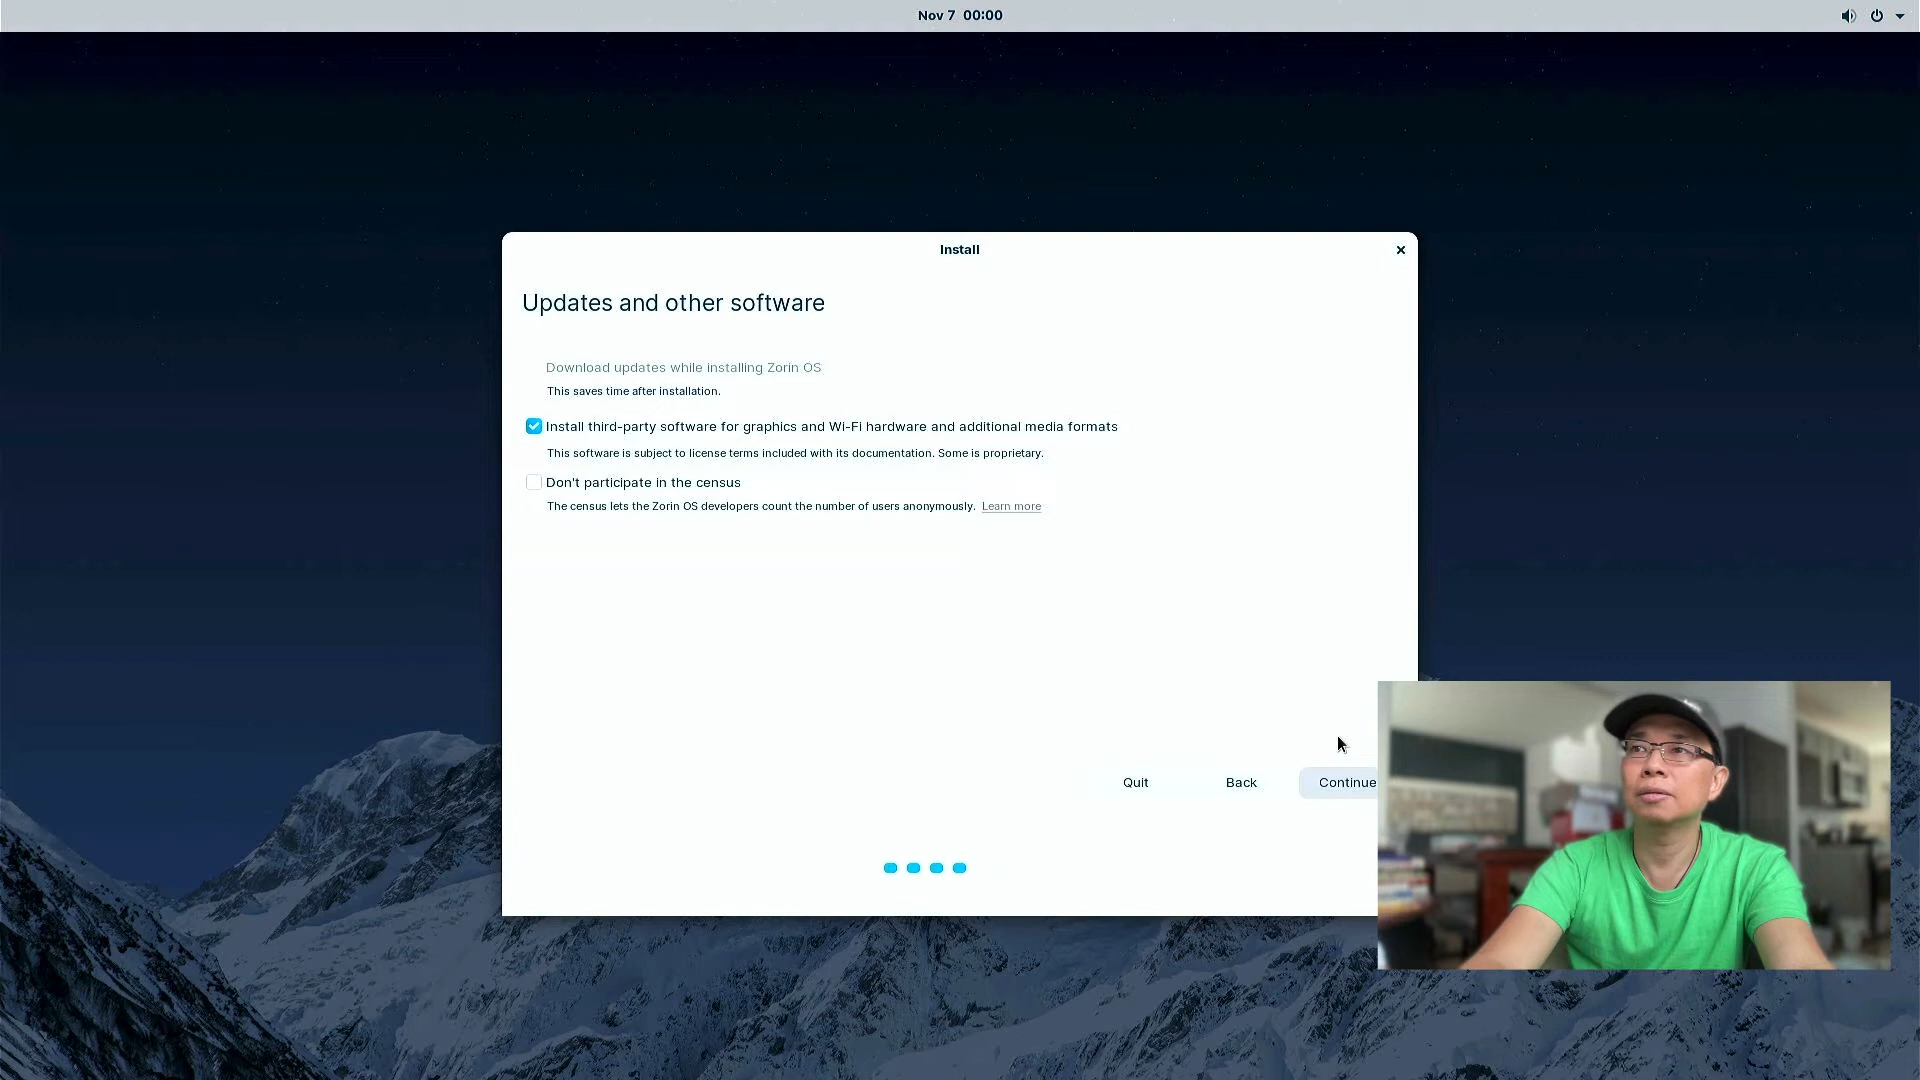 Nov 7 00:00
Install
Updates and other software
Download updates while installing Zorin OS
This saves time after installation.
Install third-party software for graphics and Wi-Fi hardware and additional media formats
This software is subject to license terms included with its documentation. Some is proprietary.
Don't participate in the census
The census lets the Zorin OS developers count the number of users anonymously. Learn more
Quit Back Continue